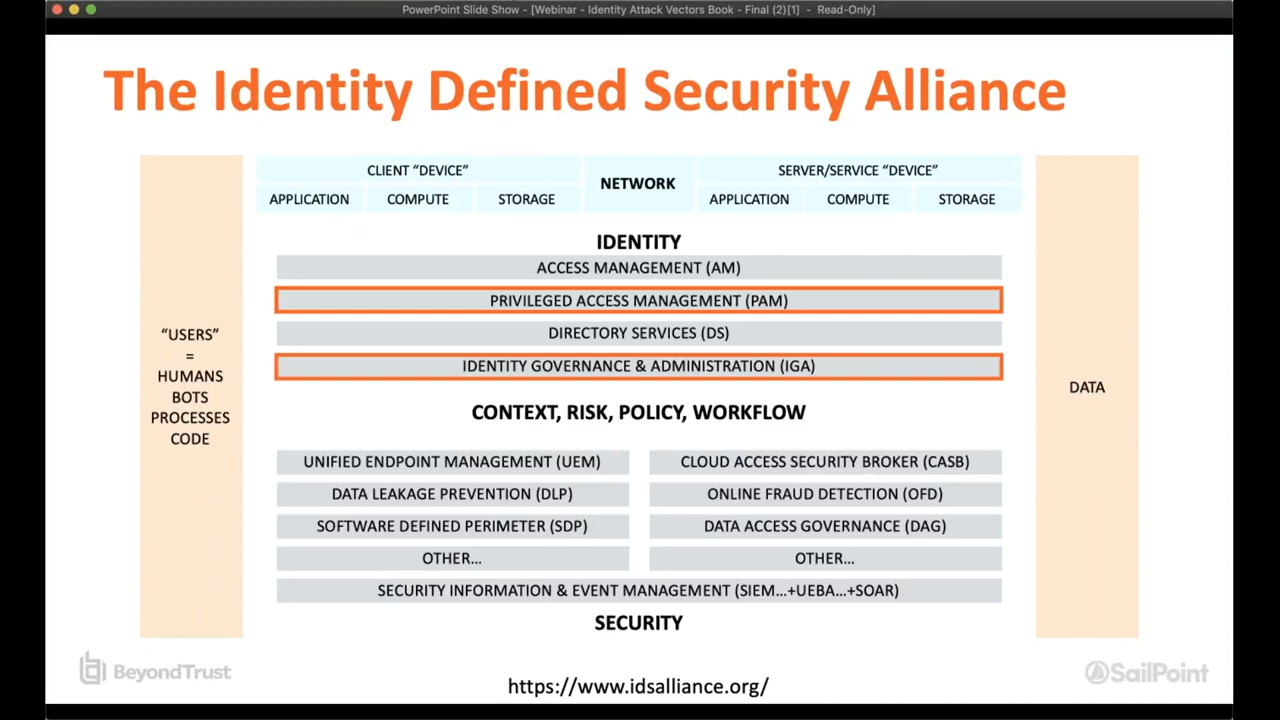 PowerPoint Slide Show - [Webinar - Identity Attack Vectors Book - Final (2)[1] - Read-Only]
The Identity Defined Security Alliance
CLIENT “DEVICE”
APPLICATION
COMPUTE
STORAGE
NETWORK
SERVER/SERVICE “DEVICE”
APPLICATION
COMPUTE
STORAGE
“USERS”
=
HUMANS
BOTS
PROCESSES
CODE
IDENTITY
ACCESS MANAGEMENT (AM)
PRIVILEGED ACCESS MANAGEMENT (PAM)
DIRECTORY SERVICES (DS)
IDENTITY GOVERNANCE & ADMINISTRATION (IGA)
CONTEXT, RISK, POLICY, WORKFLOW
UNIFIED ENDPOINT MANAGEMENT (UEM)
CLOUD ACCESS SECURITY BROKER (CASB)
DATA LEAKAGE PREVENTION (DLP)
ONLINE FRAUD DETECTION (OFD)
SOFTWARE DEFINED PERIMETER (SDP)
DATA ACCESS GOVERNANCE (DAG)
OTHER...
OTHER...
SECURITY INFORMATION & EVENT MANAGEMENT (SIEM...+UEBA...+SOAR)
SECURITY
DATA
BeyondTrust
https://www.idsalliance.org/
SailPoint